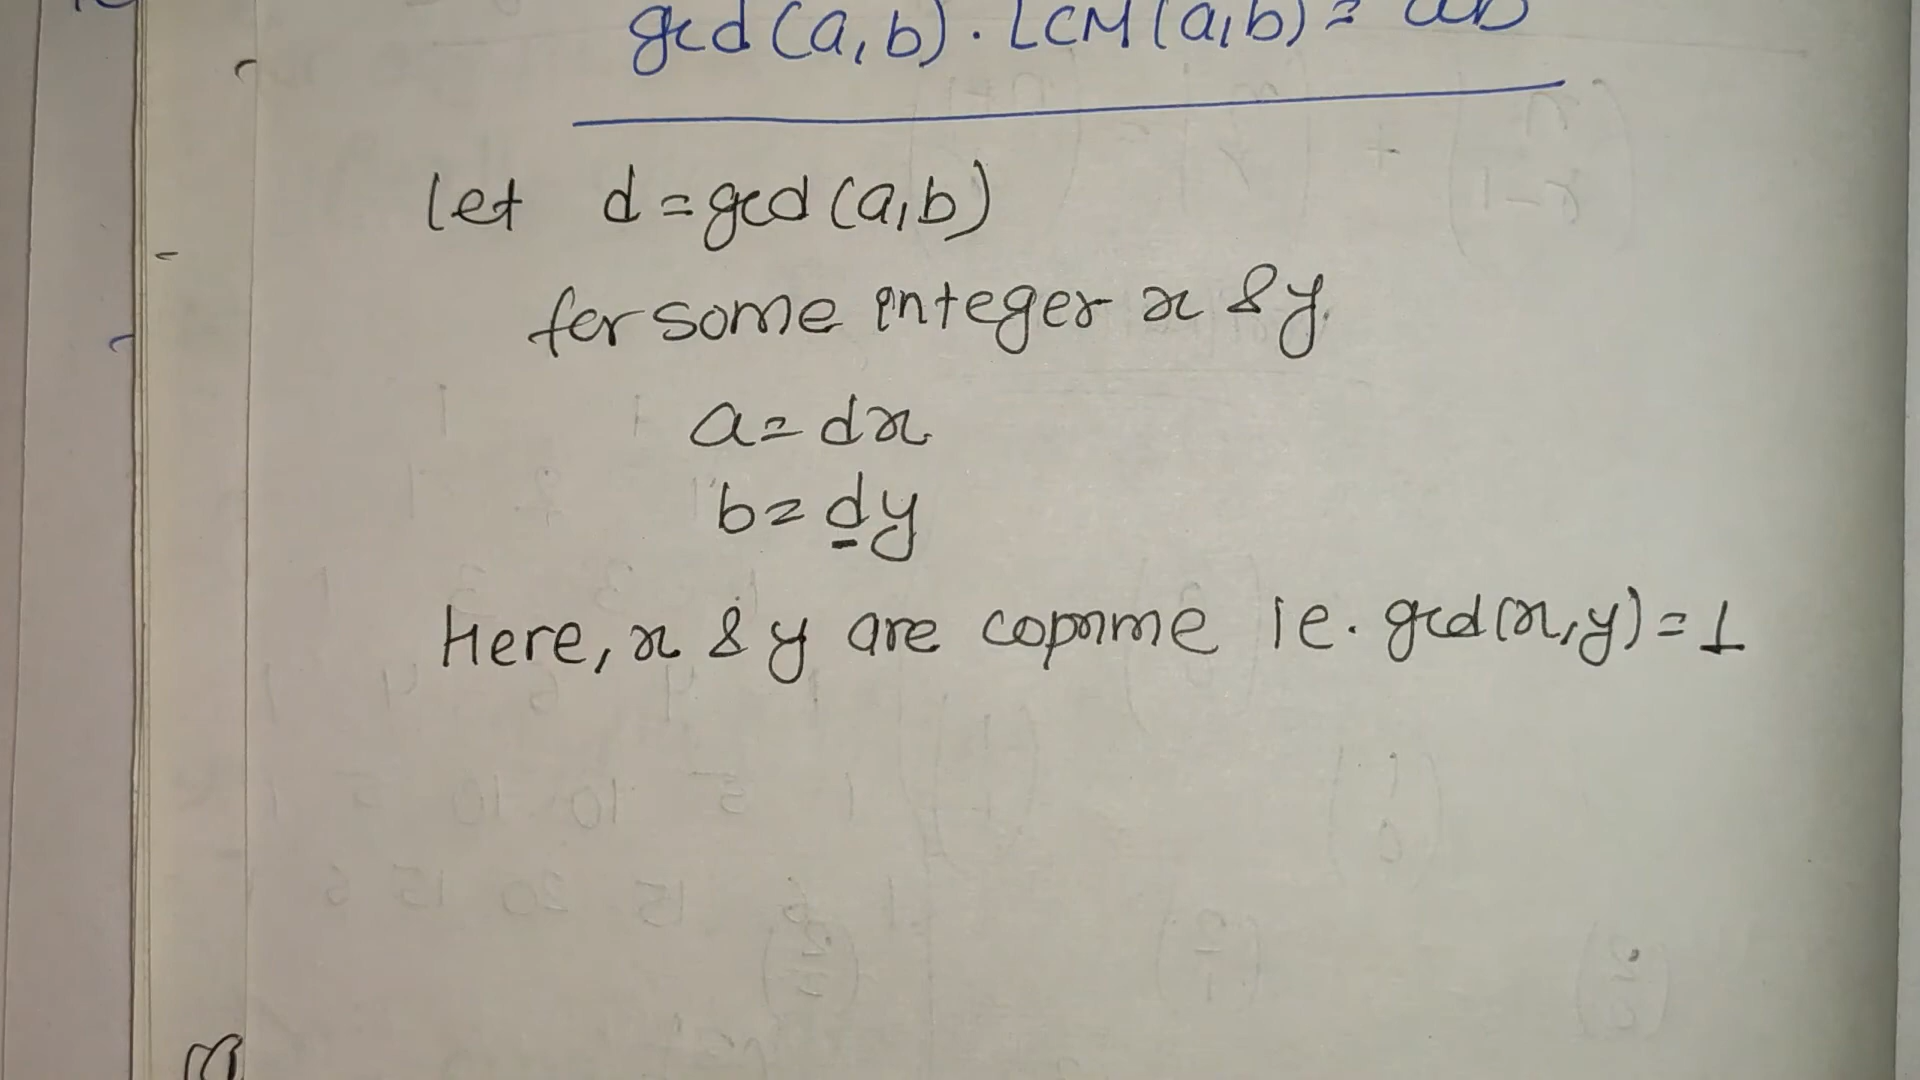 gcd (a,b) . LCM (a,b) = ab
let d = gcd (a,b)
for some integer x & y.
a = dx
b = dy
Here, x & y are coprime ie. gcd(x,y) = 1